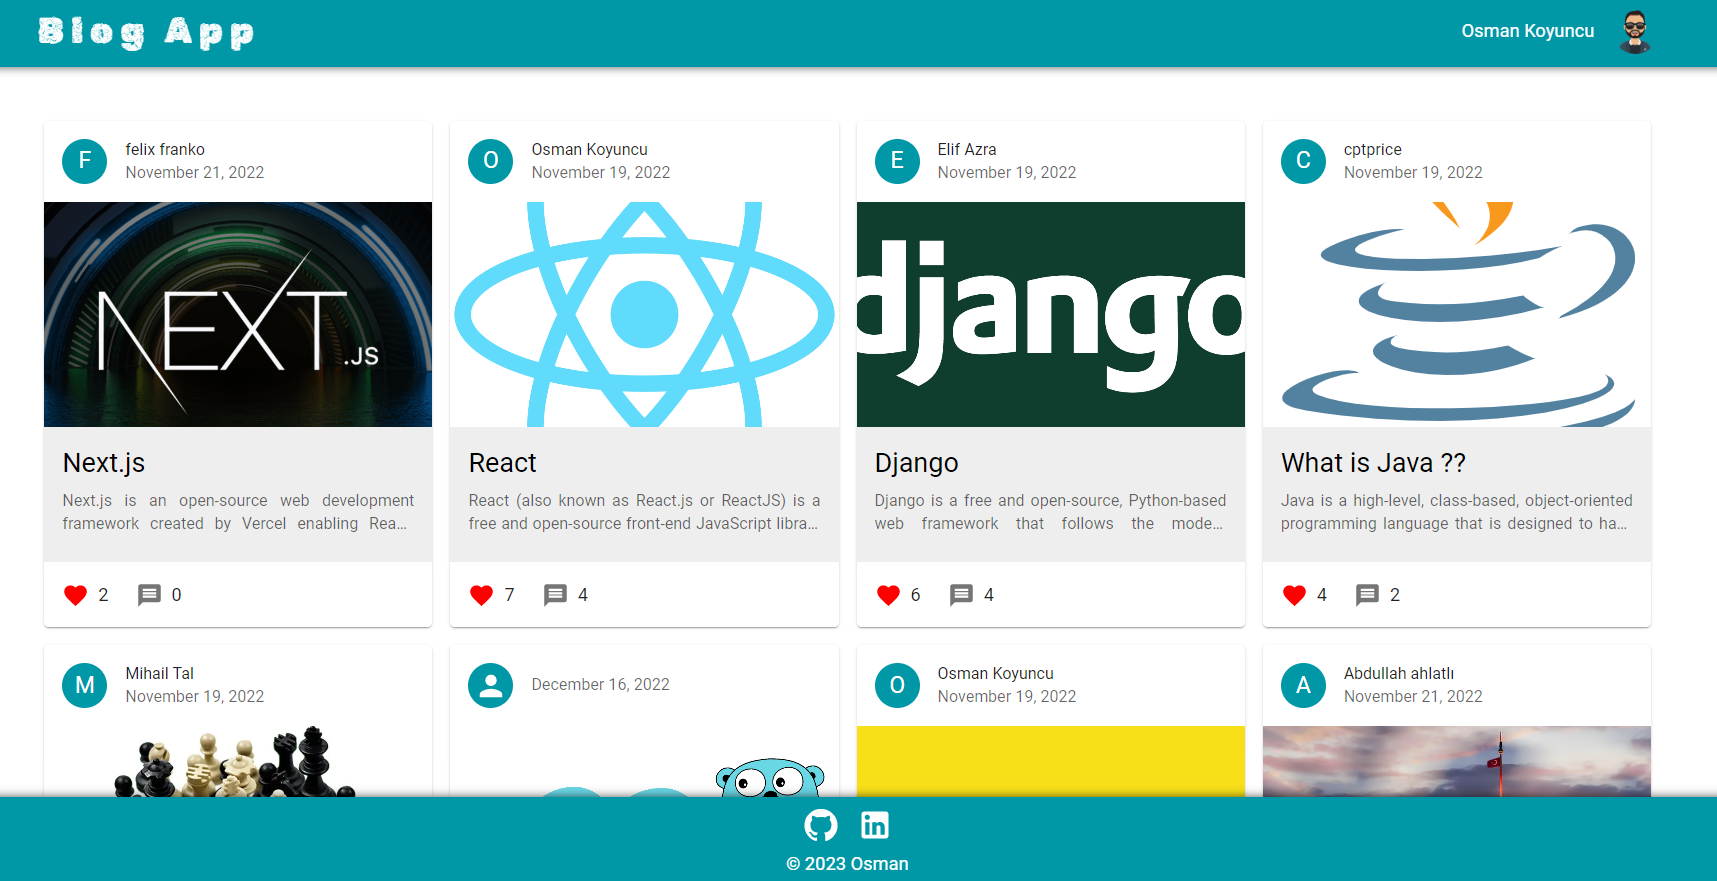 Blog App
Osman Koyuncu
F
felix franko
November 21, 2022
NEXT.JS
Next.js
Next.js is an open-source web development
framework created by Vercel enabling Rea...
2
0
O
Osman Koyuncu
November 19, 2022
React
React (also known as React.js or ReactJS) is a
free and open-source front-end JavaScript libra...
7
4
E
Elif Azra
November 19, 2022
django
Django
Django is a free and open-source, Python-based
web framework that follows the mode...
6
4
C
cptprice
November 19, 2022
What is Java ??
Java is a high-level, class-based, object-oriented
programming language that is designed to ha...
4
2
M
Mihail Tal
November 19, 2022
December 16, 2022
O
Osman Koyuncu
November 19, 2022
A
Abdullah ahlatlı
November 21, 2022
in
© 2023 Osman